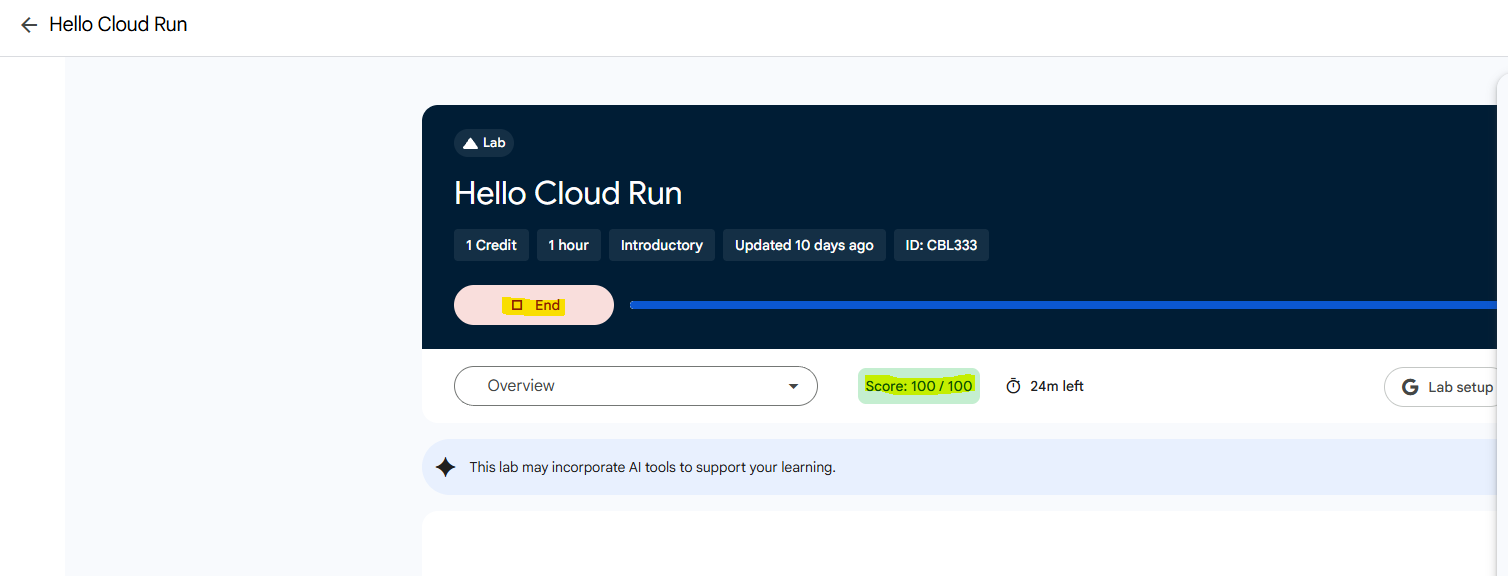 Hello Cloud Run
Lab
Hello Cloud Run
1 Credit 1 hour Introductory Updated 10 days ago ID: CBL333
End
Overview Score: 100 / 100 24m left G Lab setup
This lab may incorporate AI tools to support your learning.